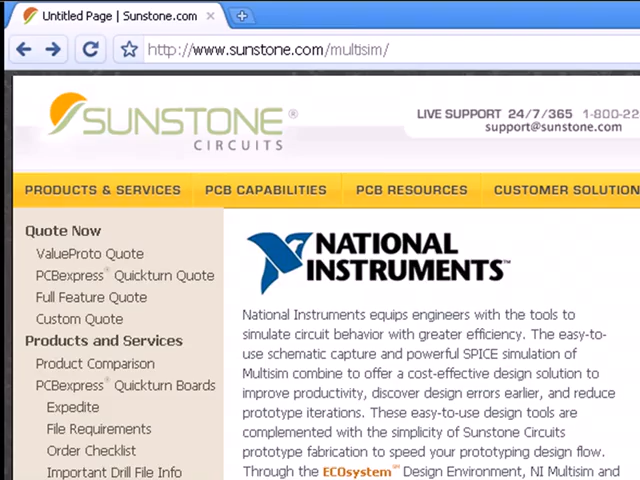 Untitled Page | Sunstone.com
http://www.sunstone.com/multisim/
SUNSTONE®
CIRCUITS
LIVE SUPPORT 24/7/365 1-800-22
support@sunstone.com
PRODUCTS & SERVICES PCB CAPABILITIES PCB RESOURCES CUSTOMER SOLUTION
Quote Now
ValueProto Quote
PCBexpress® Quickturn Quote
Full Feature Quote
Custom Quote
Products and Services
Product Comparison
PCBexpress® Quickturn Boards
Expedite
File Requirements
Order Checklist
Important Drill File Info
NATIONAL
INSTRUMENTS™
National Instruments equips engineers with the tools to
simulate circuit behavior with greater efficiency. The easy-to-
use schematic capture and powerful SPICE simulation of
Multisim combine to offer a cost-effective design solution to
improve productivity, discover design errors earlier, and reduce
prototype iterations. These easy-to-use design tools are
complemented with the simplicity of Sunstone Circuits
prototype fabrication to speed your prototyping design flow.
Through the ECOsystem℠ Design Environment, NI Multisim and